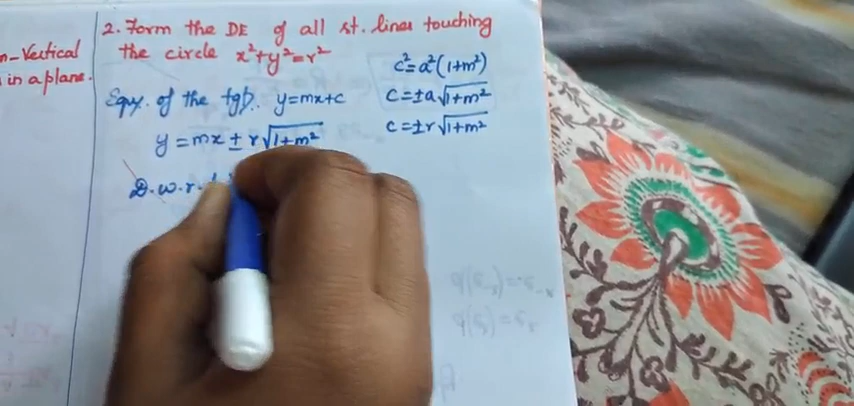 n-Vertical
in a plane.
2. Form the DE of all st. lines touching
the circle x²+y²=r²
Eqn. of the tgt. y=mx+c
y = mx ± r√1+m²
D.w.r.t
c²=a²(1+m²)
c=±a√1+m²
c=±r√1+m²